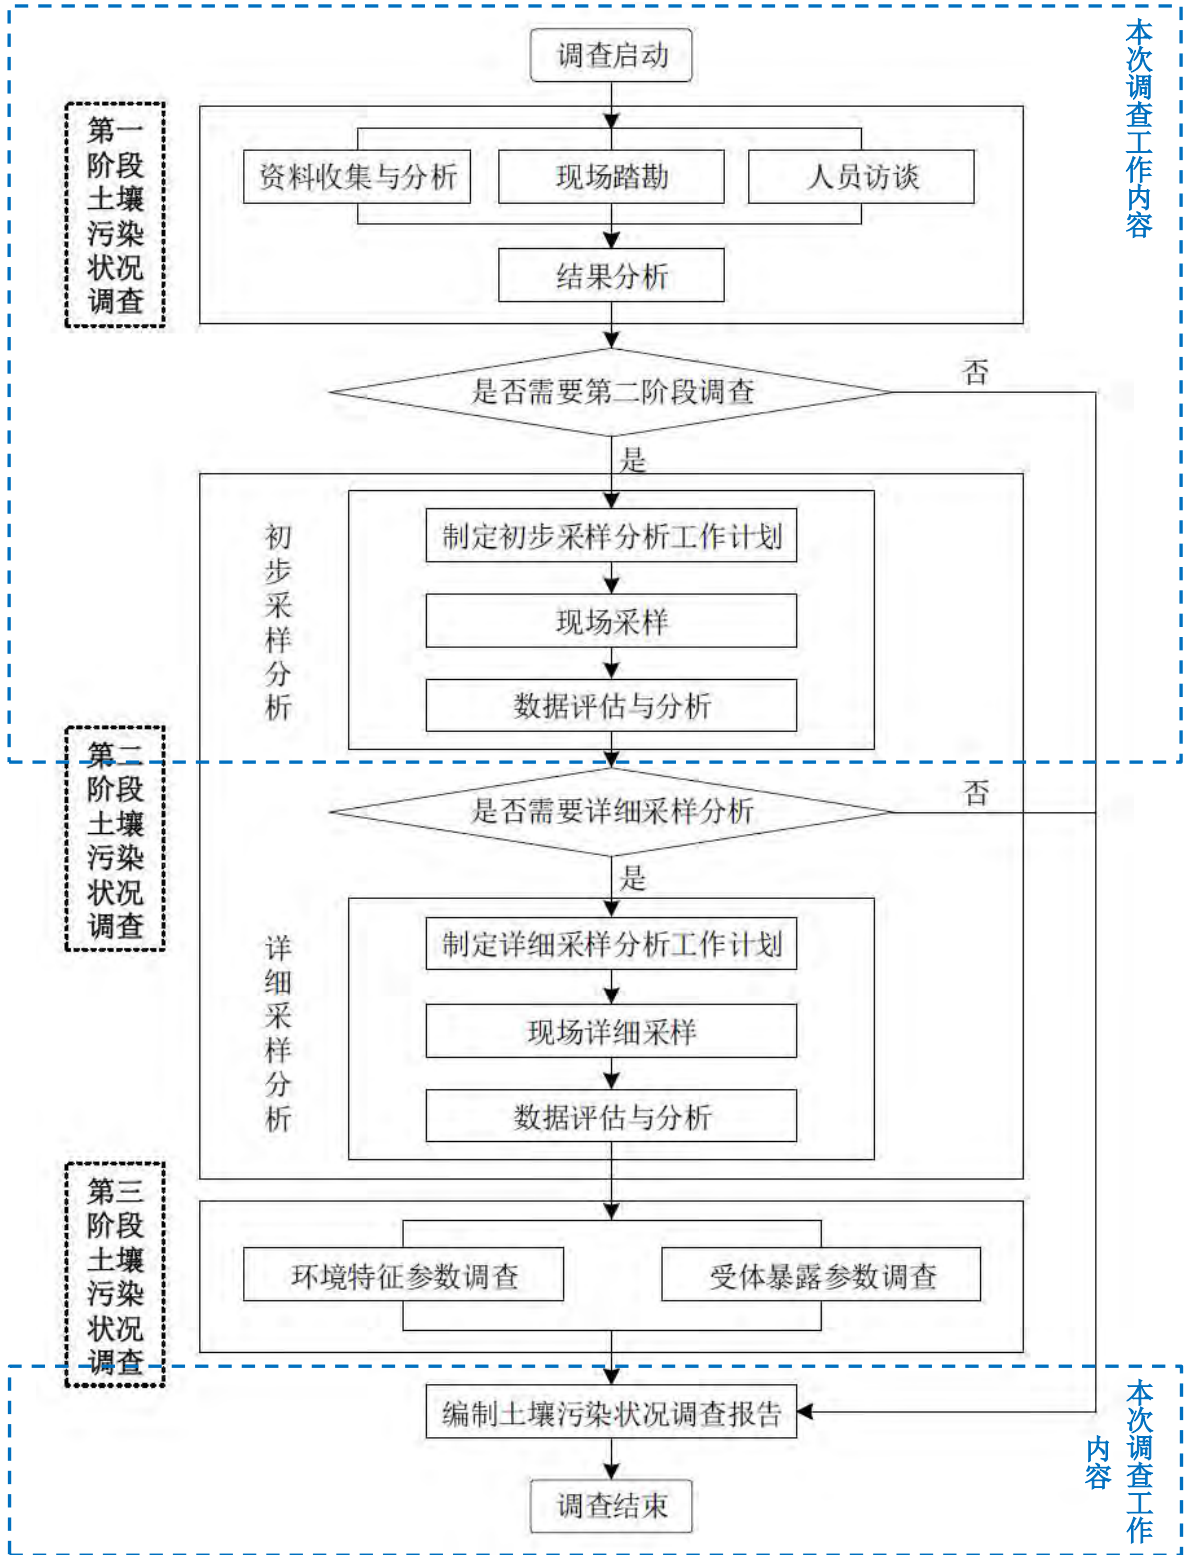 调查启动
本次调查工作内容
第一
阶段
土壤
污染
状况
调查
资料收集与分析
现场踏勘
人员访谈
结果分析
是否需要第二阶段调查
否
是
初步采样分析
制定初步采样分析工作计划
现场采样
数据评估与分析
第二
阶段
土壤
污染
状况
调查
是否需要详细采样分析
否
是
详细采样分析
制定详细采样分析工作计划
现场详细采样
数据评估与分析
第三
阶段
土壤
污染
状况
调查
环境特征参数调查
受体暴露参数调查
编制土壤污染状况调查报告
本次调查工作
内容
调查结束